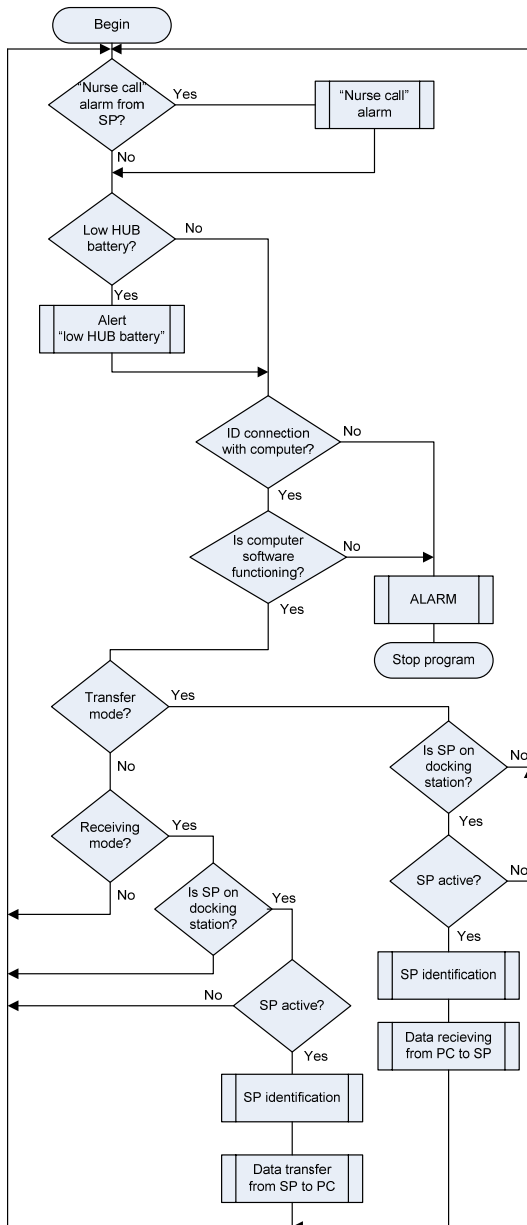 Begin
"Nurse call"
alarm from
SP?
Yes
"Nurse call"
alarm
No
Low HUB
battery?
No
Yes
Alert
"low HUB battery"
ID connection
with computer?
No
Yes
Is computer
software
functioning?
No
Yes
ALARM
Stop program
Transfer
mode?
Yes
No
Is SP on
docking
station?
No
Yes
Receiving
mode?
Yes
No
Is SP on
docking
station?
Yes
SP active?
No
Yes
SP active?
No
Yes
SP identification
Data recieving
from PC to SP
SP identification
Data transfer
from SP to PC